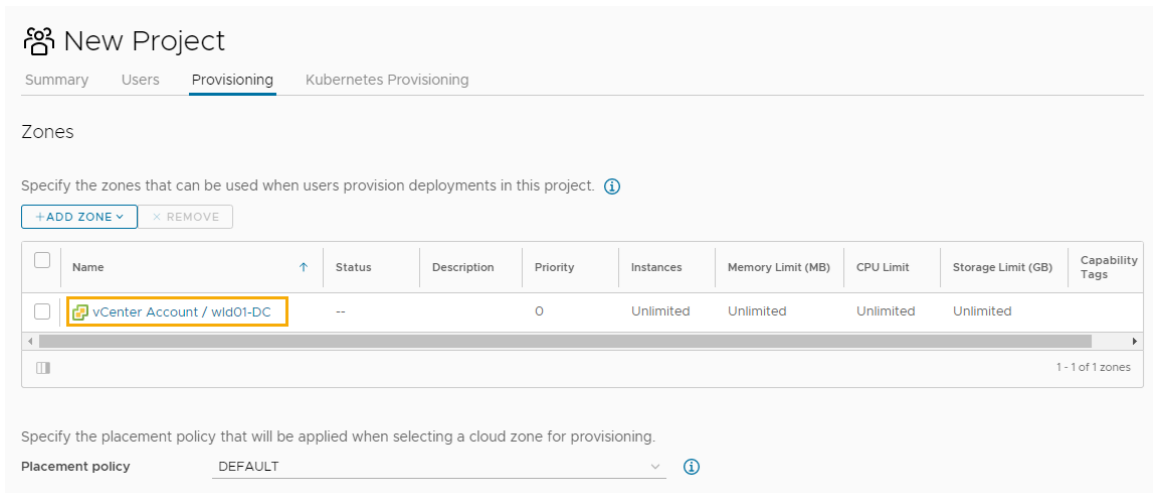 New Project
Summary Users Provisioning Kubernetes Provisioning
Zones
Specify the zones that can be used when users provision deployments in this project.
+ADD ZONE × REMOVE
Name Status Description Priority Instances Memory Limit (MB) CPU Limit Storage Limit (GB) Capability Tags
vCenter Account / wld01-DC -- 0 Unlimited Unlimited Unlimited Unlimited
1 - 1 of 1 zones
Specify the placement policy that will be applied when selecting a cloud zone for provisioning.
Placement policy DEFAULT